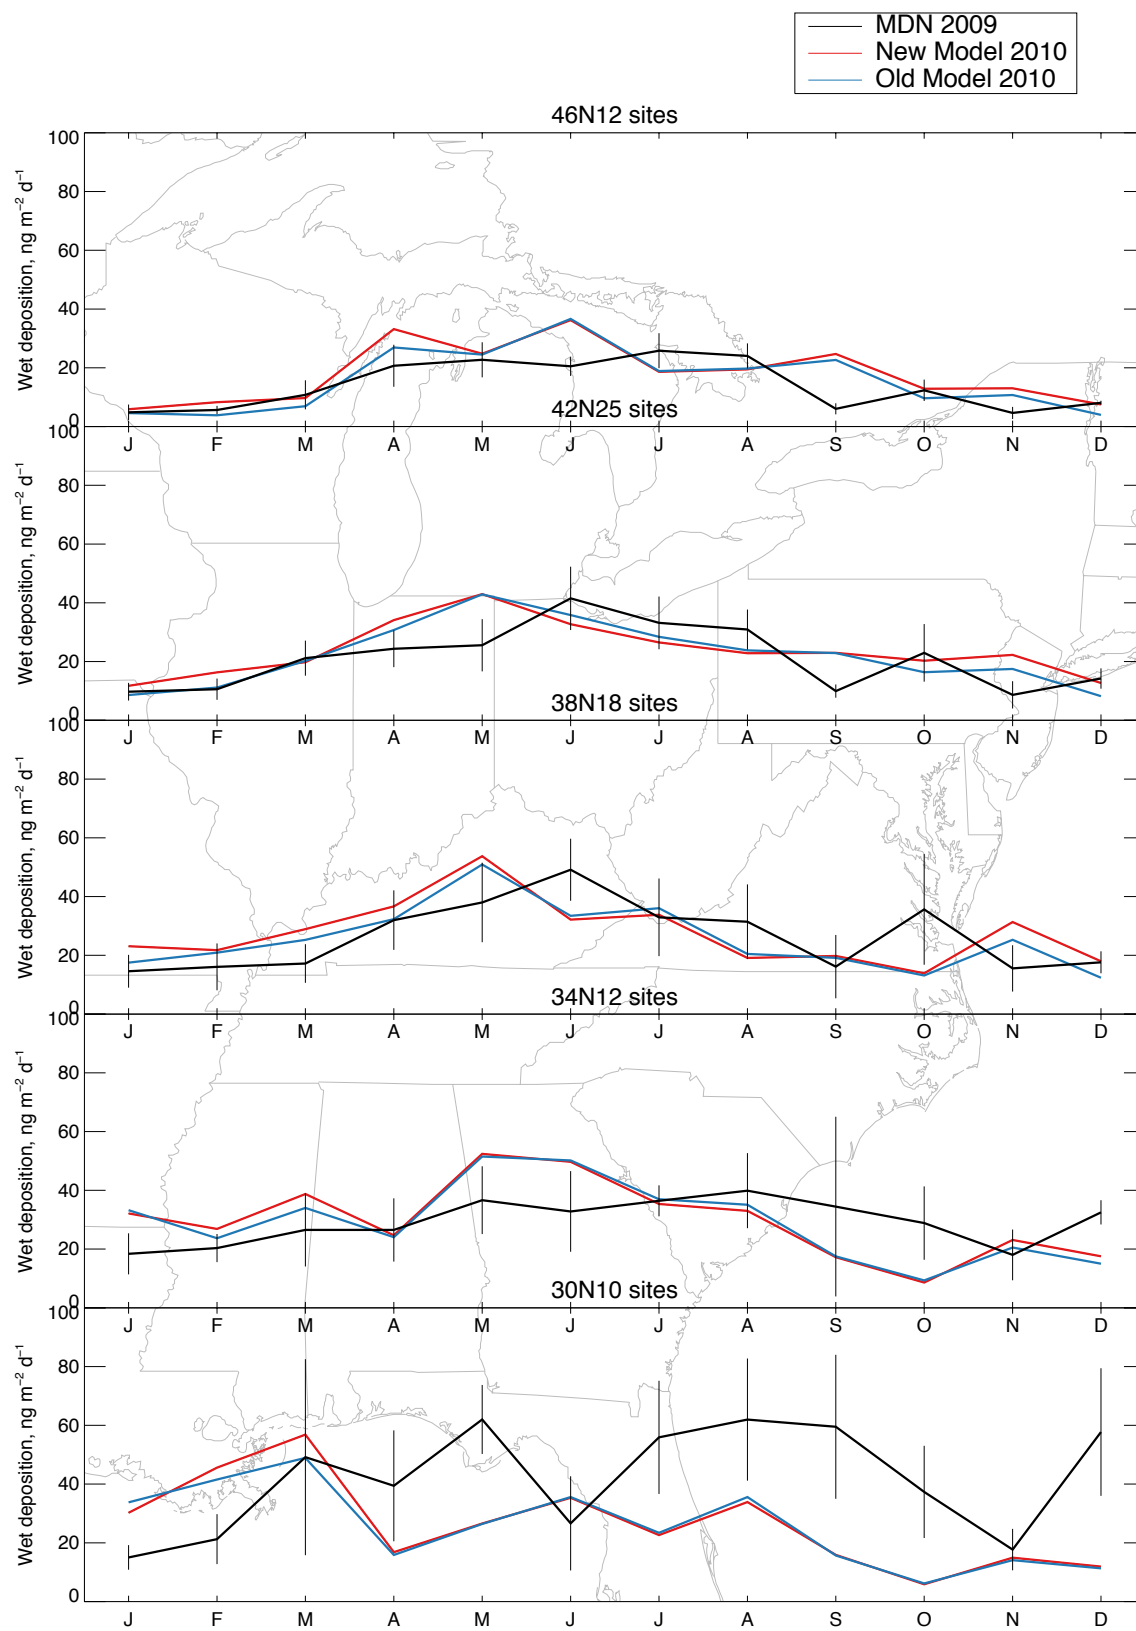 MDN 2009
New Model 2010
Old Model 2010
46N12 sites
Wet deposition, ng m⁻² d⁻¹
100
80
60
40
20
0
J F M A M J J A S O N D
42N25 sites
Wet deposition, ng m⁻² d⁻¹
100
80
60
40
20
0
J F M A M J J A S O N D
38N18 sites
Wet deposition, ng m⁻² d⁻¹
100
80
60
40
20
0
J F M A M J J A S O N D
34N12 sites
Wet deposition, ng m⁻² d⁻¹
100
80
60
40
20
0
J F M A M J J A S O N D
30N10 sites
Wet deposition, ng m⁻² d⁻¹
100
80
60
40
20
0
J F M A M J J A S O N D